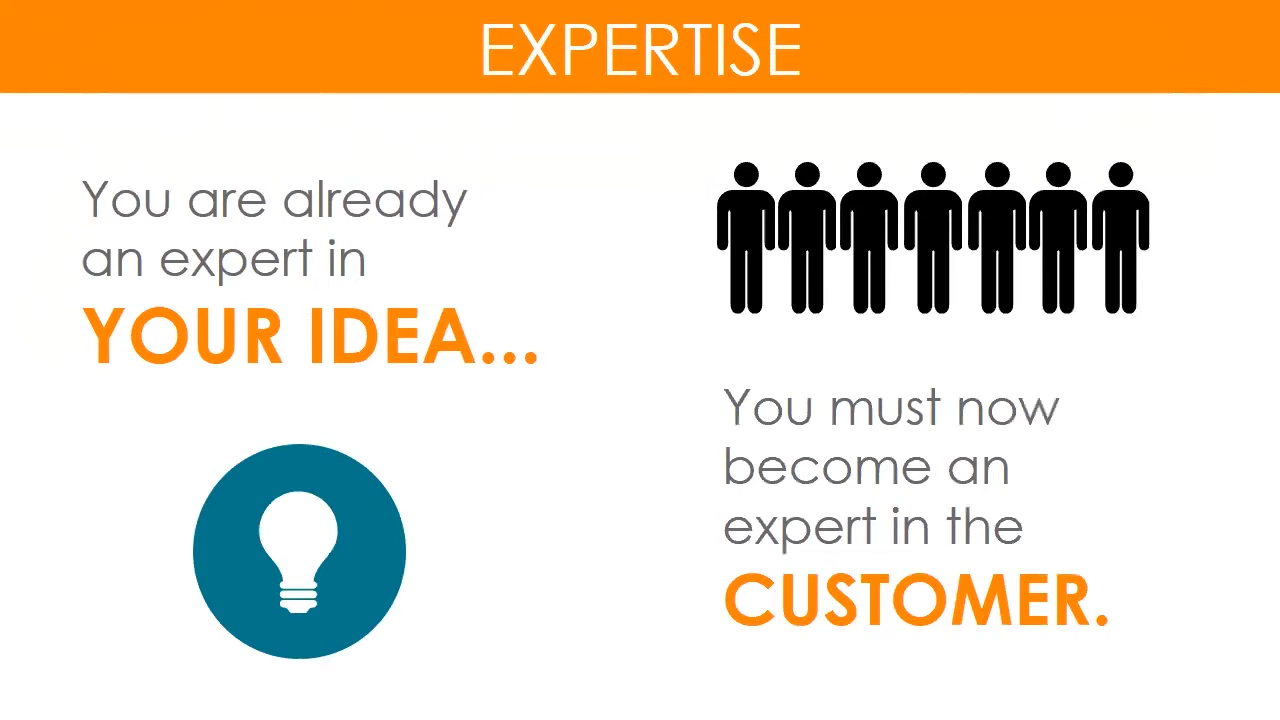 EXPERTISE
You are already
an expert in
YOUR IDEA...
You must now
become an
expert in the
CUSTOMER.